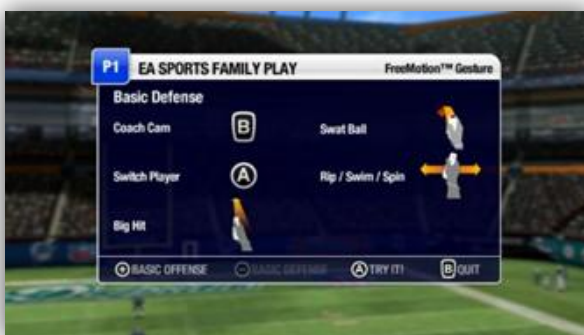 P1 EA SPORTS FAMILY PLAY FreeMotion™ Gesture
Basic Defense
Coach Cam B Swat Ball
Switch Player A Rip / Swim / Spin
Big Hit
+ BASIC OFFENSE - BASIC DEFENSE A TRY IT! B QUIT